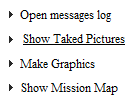 Open messages log
Show Taked Pictures
Make Graphics
Show Mission Map